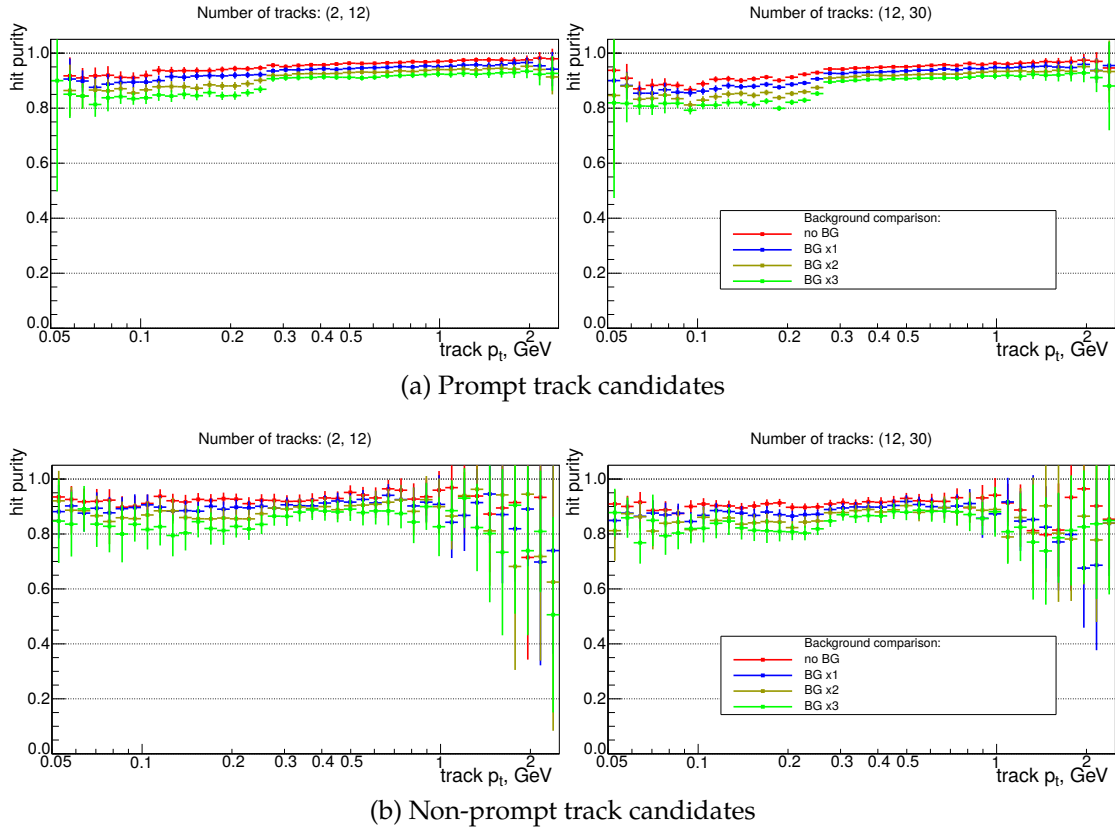 Number of tracks: (2, 12)
hit purity
1.0
0.8
0.6
0.4
0.2
0.0
0.05 0.1 0.2 0.3 0.4 0.5 1 2
track pt, GeV
Number of tracks: (12, 30)
hit purity
1.0
0.8
0.6
0.4
0.2
0.0
Background comparison:
no BG
BG x1
BG x2
BG x3
0.05 0.1 0.2 0.3 0.4 0.5 1 2
track pt, GeV
(a) Prompt track candidates
Number of tracks: (2, 12)
hit purity
1.0
0.8
0.6
0.4
0.2
0.0
0.05 0.1 0.2 0.3 0.4 0.5 1 2
track pt, GeV
Number of tracks: (12, 30)
hit purity
1.0
0.8
0.6
0.4
0.2
0.0
Background comparison:
no BG
BG x1
BG x2
BG x3
0.05 0.1 0.2 0.3 0.4 0.5 1 2
track pt, GeV
(b) Non-prompt track candidates